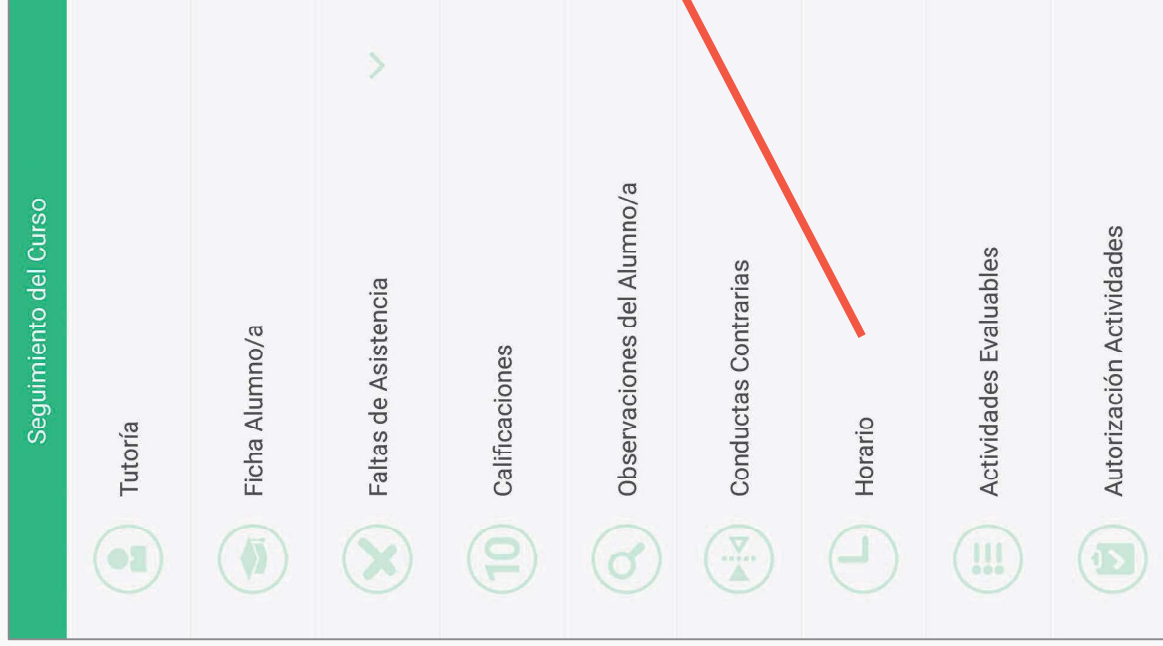 Seguimiento del Curso
Tutoría
Ficha Alumno/a
Faltas de Asistencia
10
Calificaciones
Observaciones del Alumno/a
Conductas Contrarias
Horario
Actividades Evaluables
Autorización Actividades